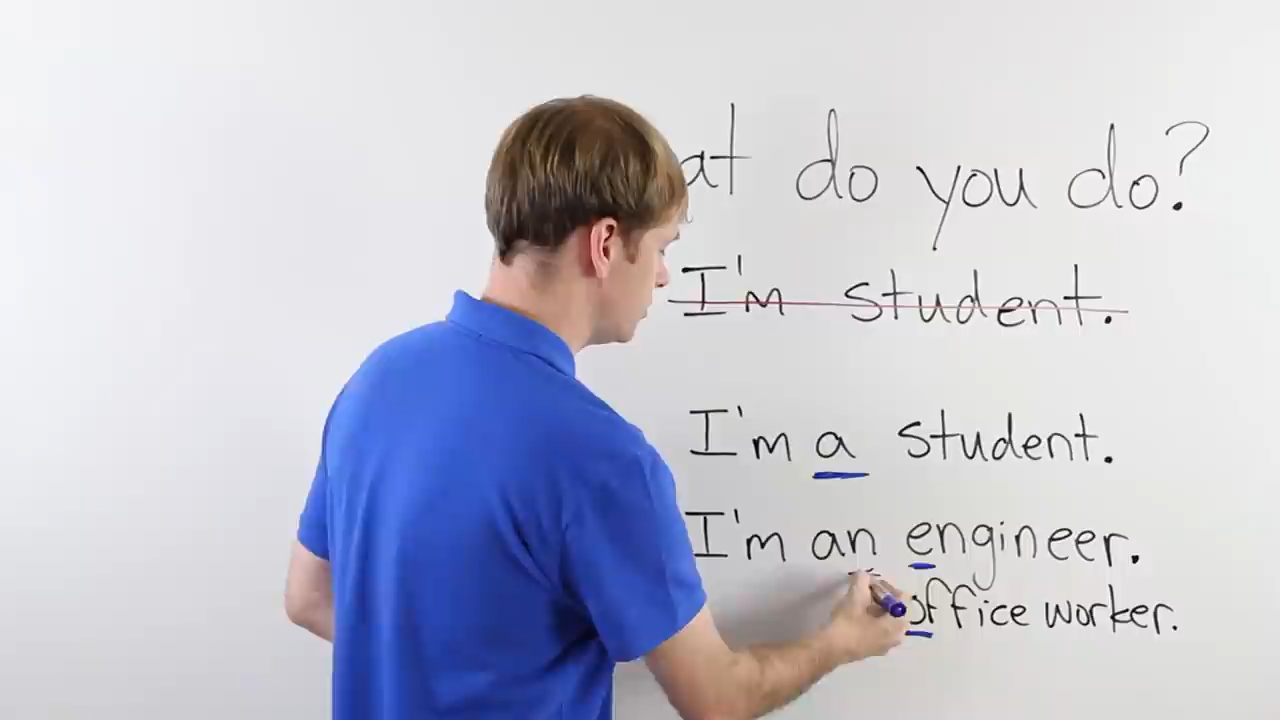 at do you do?
I'm student.
I'm a student.
I'm an engineer.
office worker.